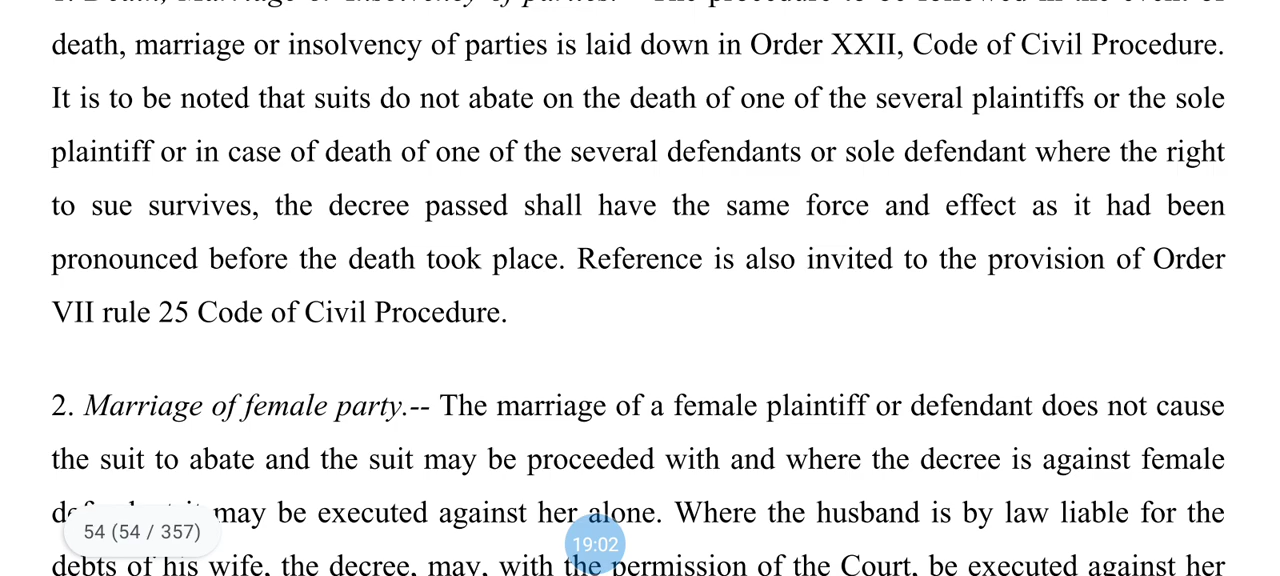 death, marriage or insolvency of parties is laid down in Order XXII, Code of Civil Procedure.
It is to be noted that suits do not abate on the death of one of the several plaintiffs or the sole
plaintiff or in case of death of one of the several defendants or sole defendant where the right
to sue survives, the decree passed shall have the same force and effect as it had been
pronounced before the death took place. Reference is also invited to the provision of Order
VII rule 25 Code of Civil Procedure.
2. Marriage of female party.-- The marriage of a female plaintiff or defendant does not cause
the suit to abate and the suit may be proceeded with and where the decree is against female
may be executed against her alone. Where the husband is by law liable for the
54 (54 / 357)
19:02
debts of his wife, the decree, may, with the permission of the Court, be executed against her